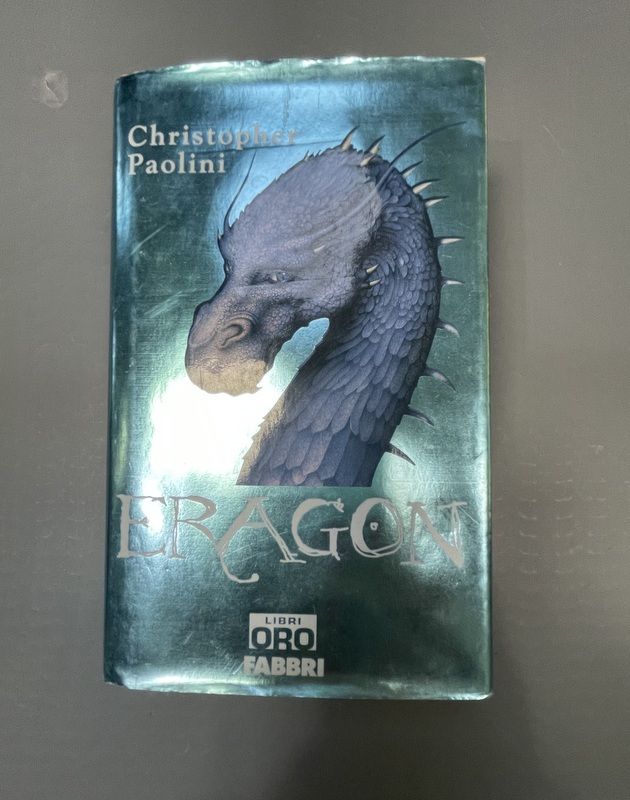 Christopher
Paolini
ERAGON
LIBRI
ORO
FABBRI